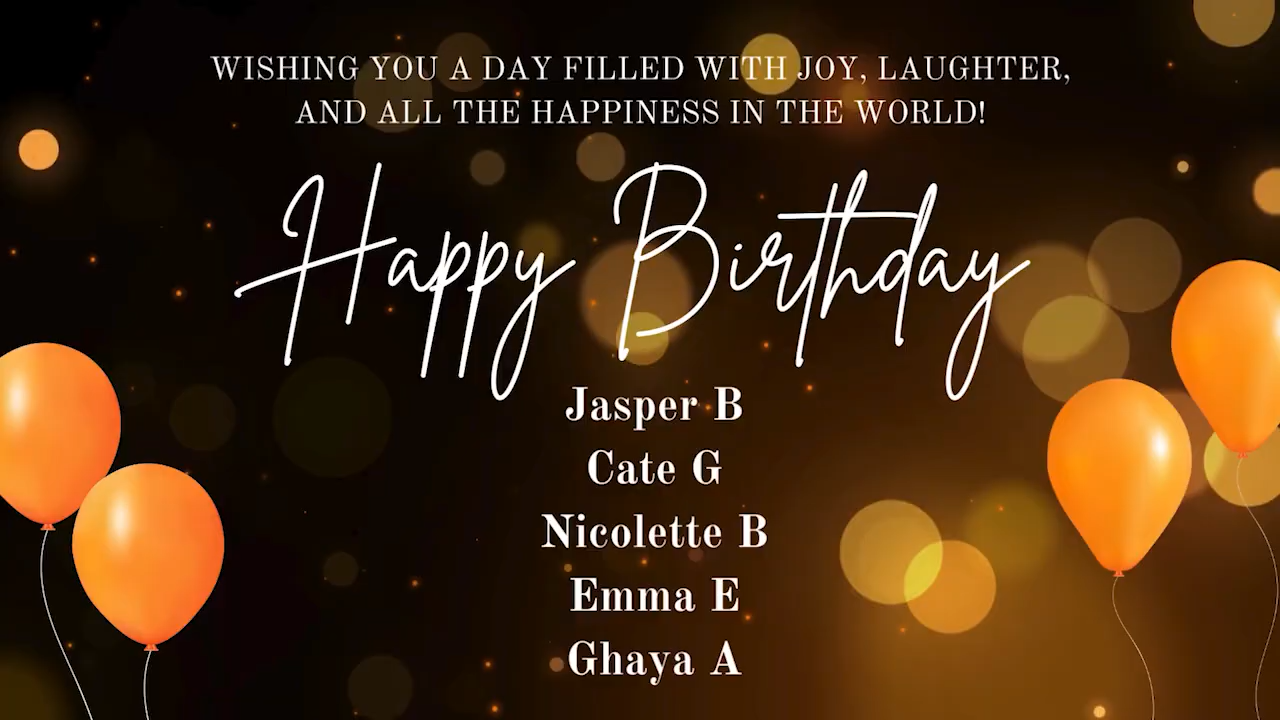 WISHING YOU A DAY FILLED WITH JOY, LAUGHTER,
AND ALL THE HAPPINESS IN THE WORLD!
Happy Birthday
Jasper B
Cate G
Nicolette B
Emma E
Ghaya A